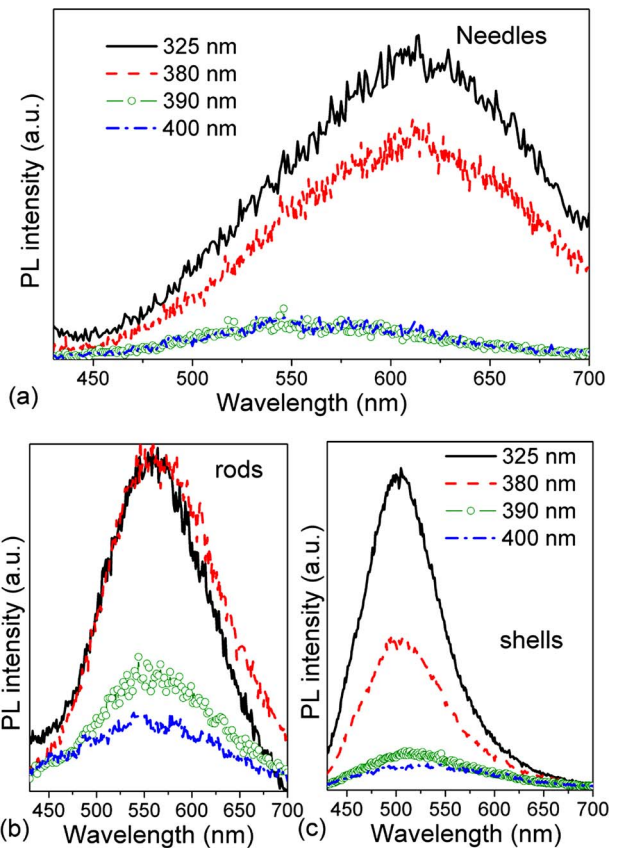 Needles
325 nm
380 nm
390 nm
400 nm
PL intensity (a.u.)
450 500 550 600 650 700
(a) Wavelength (nm)
rods
PL intensity (a.u.)
450 500 550 600 650 700
(b) Wavelength (nm)
325 nm
380 nm
390 nm
400 nm
shells
PL intensity (a.u.)
450 500 550 600 650 700
(c) Wavelength (nm)